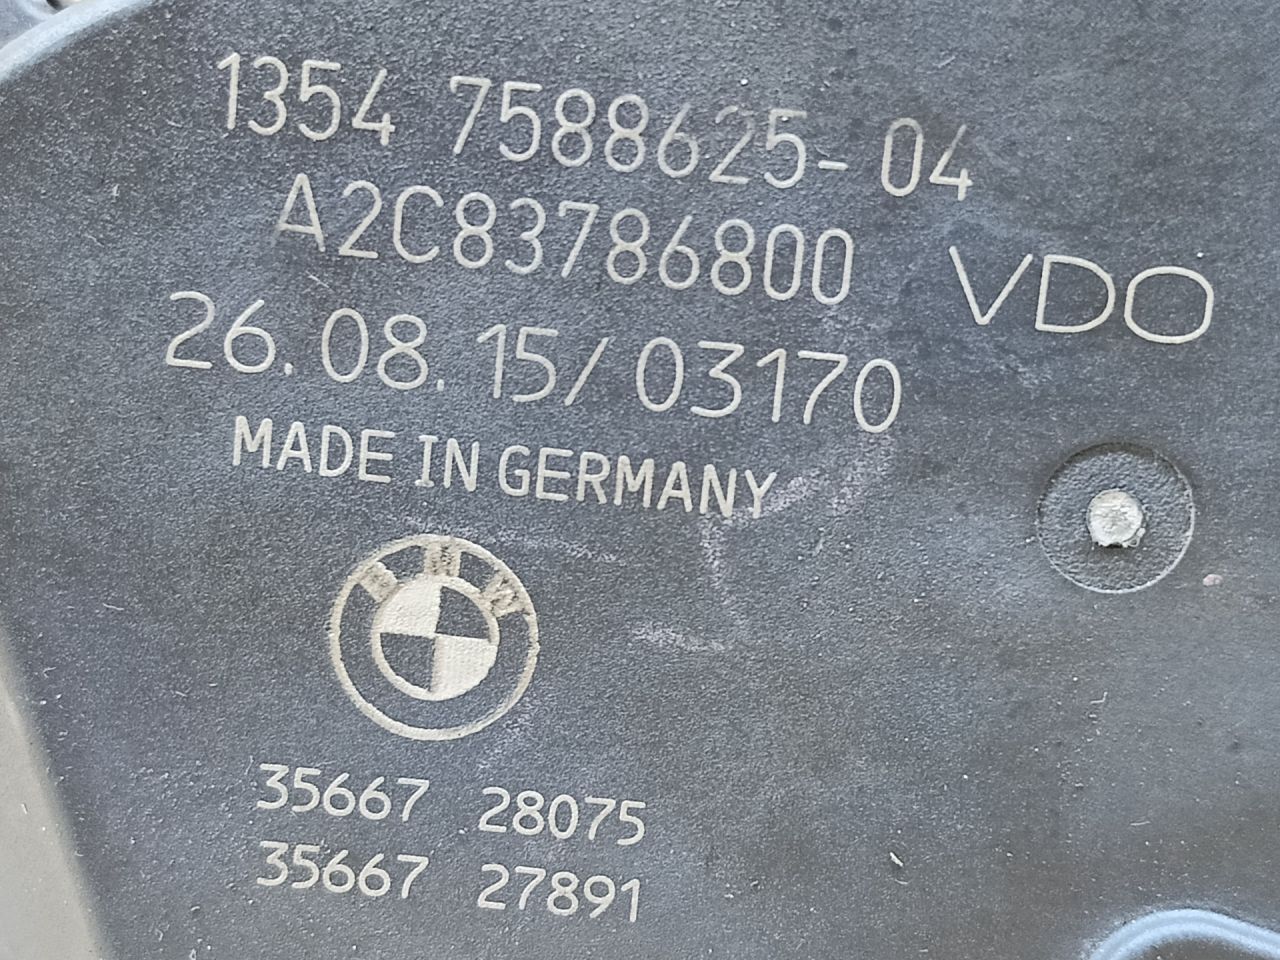 1354 7588625-04
A2C83786800
VDO
26.08.15/03170
MADE IN GERMANY
BMW
35667 28075
35667 27891